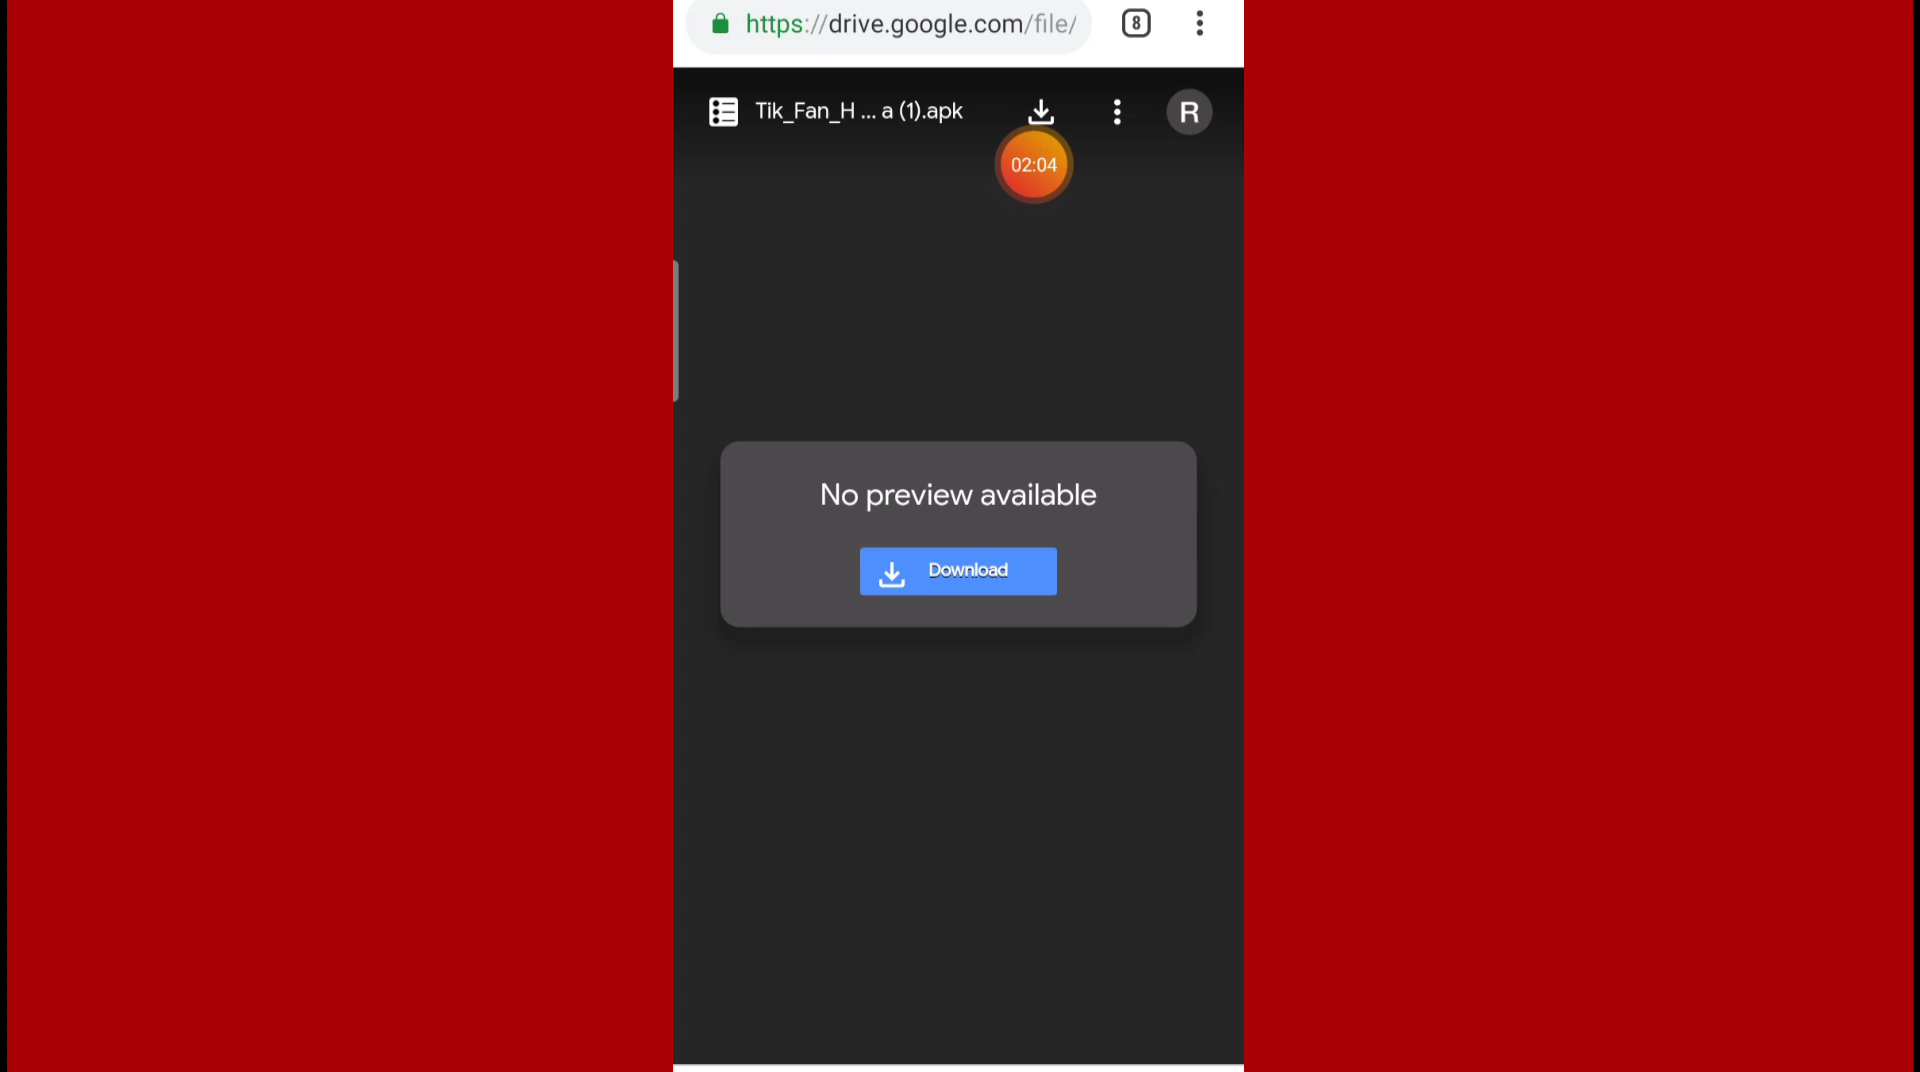 https://drive.google.com/file/
8
Tik_Fan_H ... a (1).apk
R
02:04
No preview available
Download